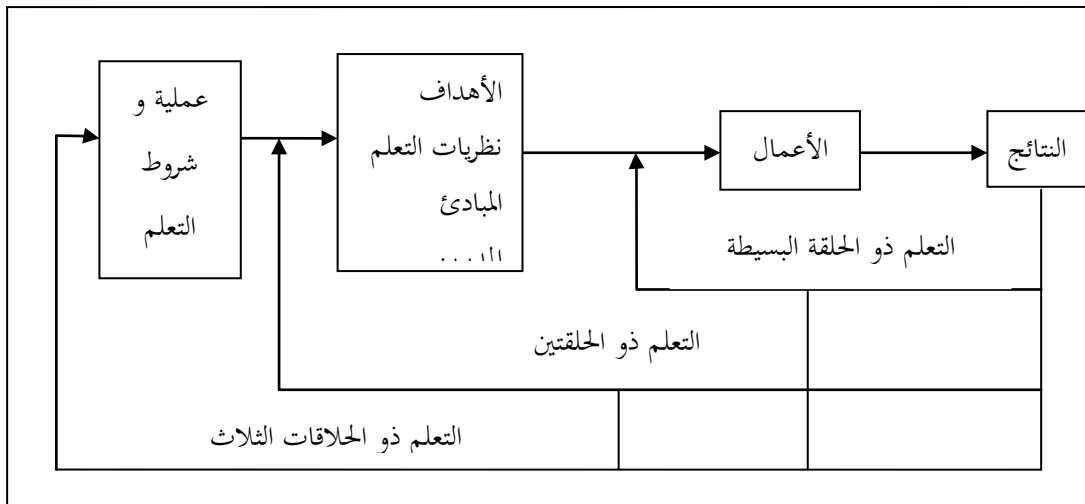 عملية و
شروط
التعلم
الأهداف
نظريات التعلم
المبادئ
الأعمال
النتائج
التعلم ذو الحلقة البسيطة
التعلم ذو الحلقتين
التعلم ذو الحلاقات الثلاث